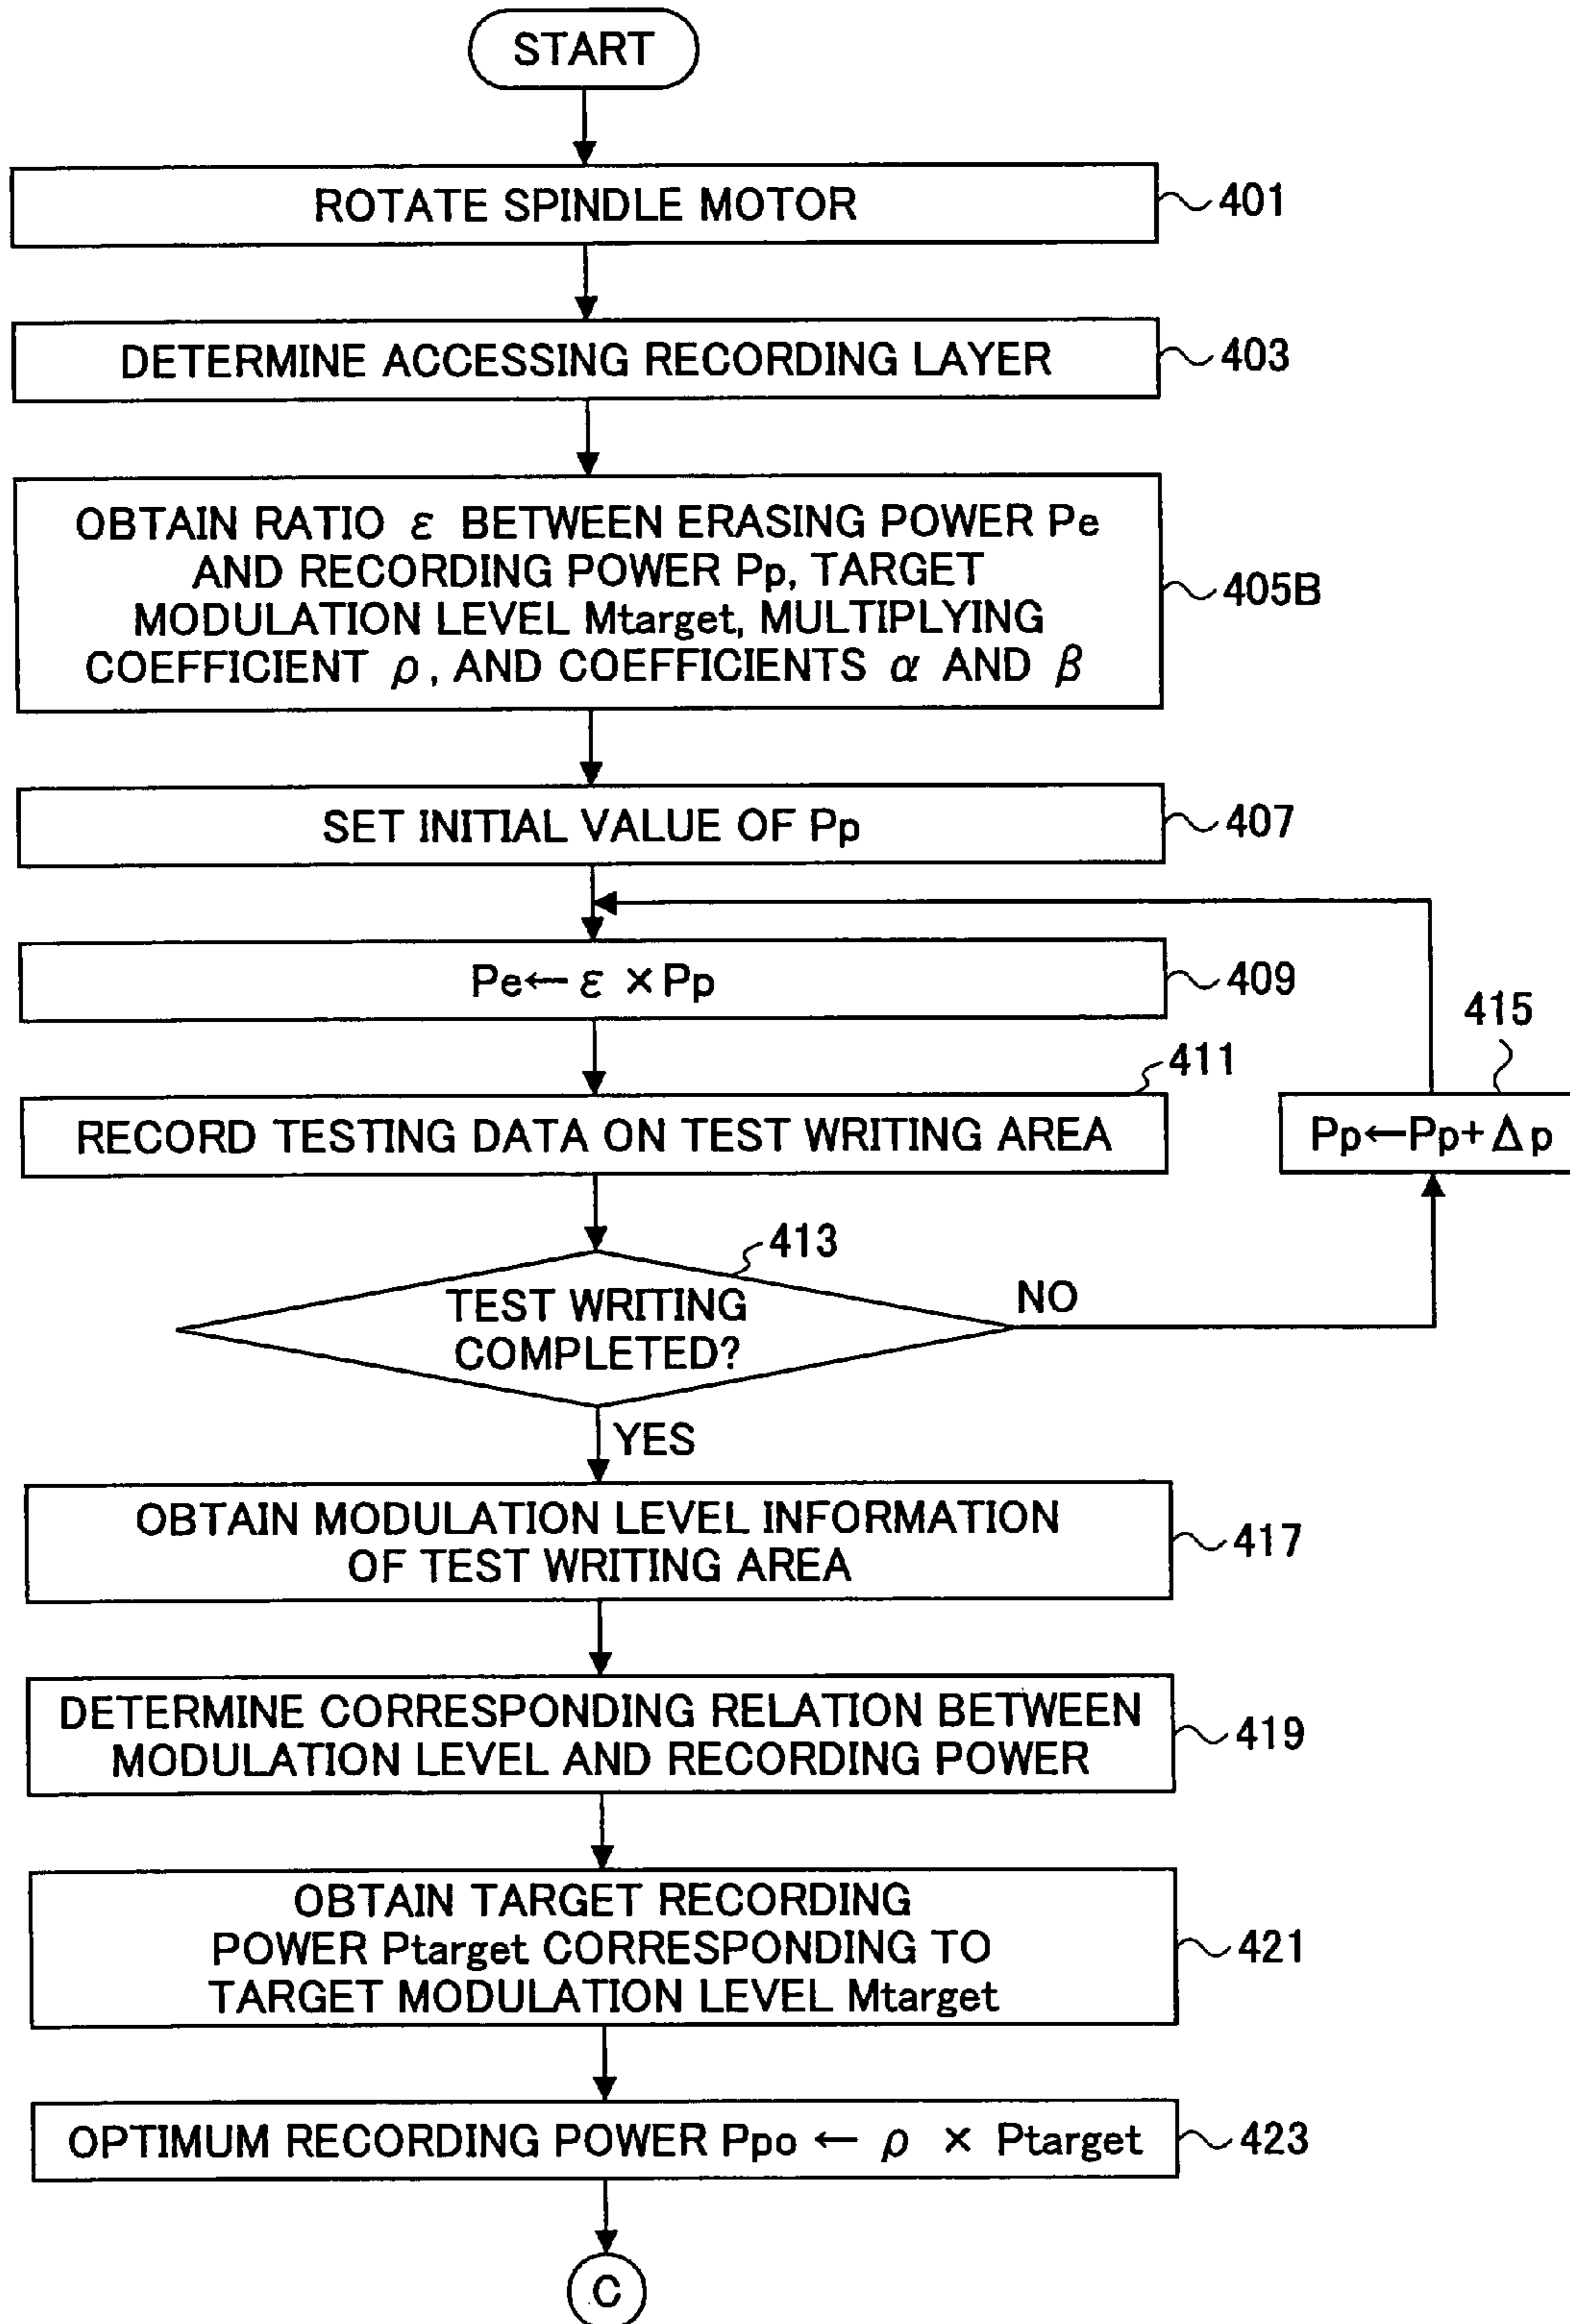 START
ROTATE SPINDLE MOTOR
401
DETERMINE ACCESSING RECORDING LAYER
403
OBTAIN RATIO ε BETWEEN ERASING POWER Pe
AND RECORDING POWER Pp, TARGET
MODULATION LEVEL Mtarget, MULTIPLYING
COEFFICIENT ρ, AND COEFFICIENTS α AND β
405B
SET INITIAL VALUE OF Pp
407
Pe←ε×Pp
409
415
411
RECORD TESTING DATA ON TEST WRITING AREA
Pp←Pp+Δp
413
TEST WRITING
COMPLETED?
NO
YES
OBTAIN MODULATION LEVEL INFORMATION
OF TEST WRITING AREA
417
DETERMINE CORRESPONDING RELATION BETWEEN
MODULATION LEVEL AND RECORDING POWER
419
OBTAIN TARGET RECORDING
POWER Ptarget CORRESPONDING TO
TARGET MODULATION LEVEL Mtarget
421
OPTIMUM RECORDING POWER Ppo ← ρ × Ptarget
423
C